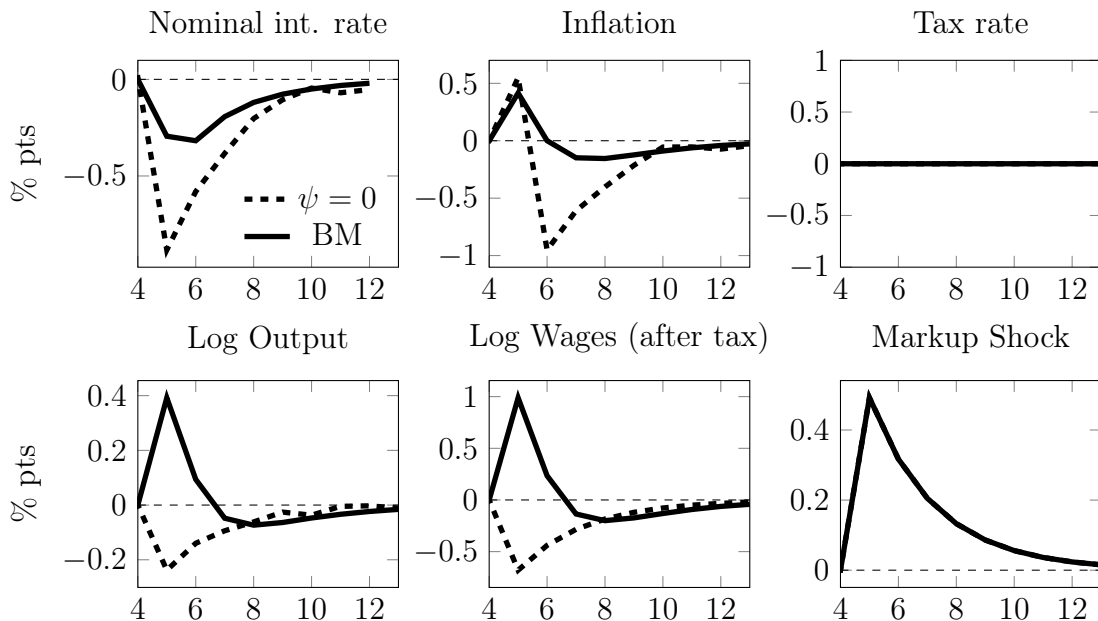 Nominal int. rate
Inflation
Tax rate
% pts
0
−0.5
ψ = 0
BM
4 6 8 10 12
0.5
0
−0.5
−1
4 6 8 10 12
1
0.5
0
−0.5
−1
4 6 8 10 12
Log Output
Log Wages (after tax)
Markup Shock
% pts
0.4
0.2
0
−0.2
4 6 8 10 12
1
0.5
0
−0.5
4 6 8 10 12
0.4
0.2
0
4 6 8 10 12